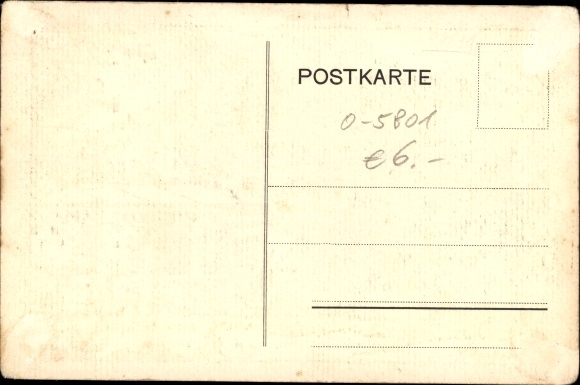 POSTKARTE
0-5801
€ 6.-